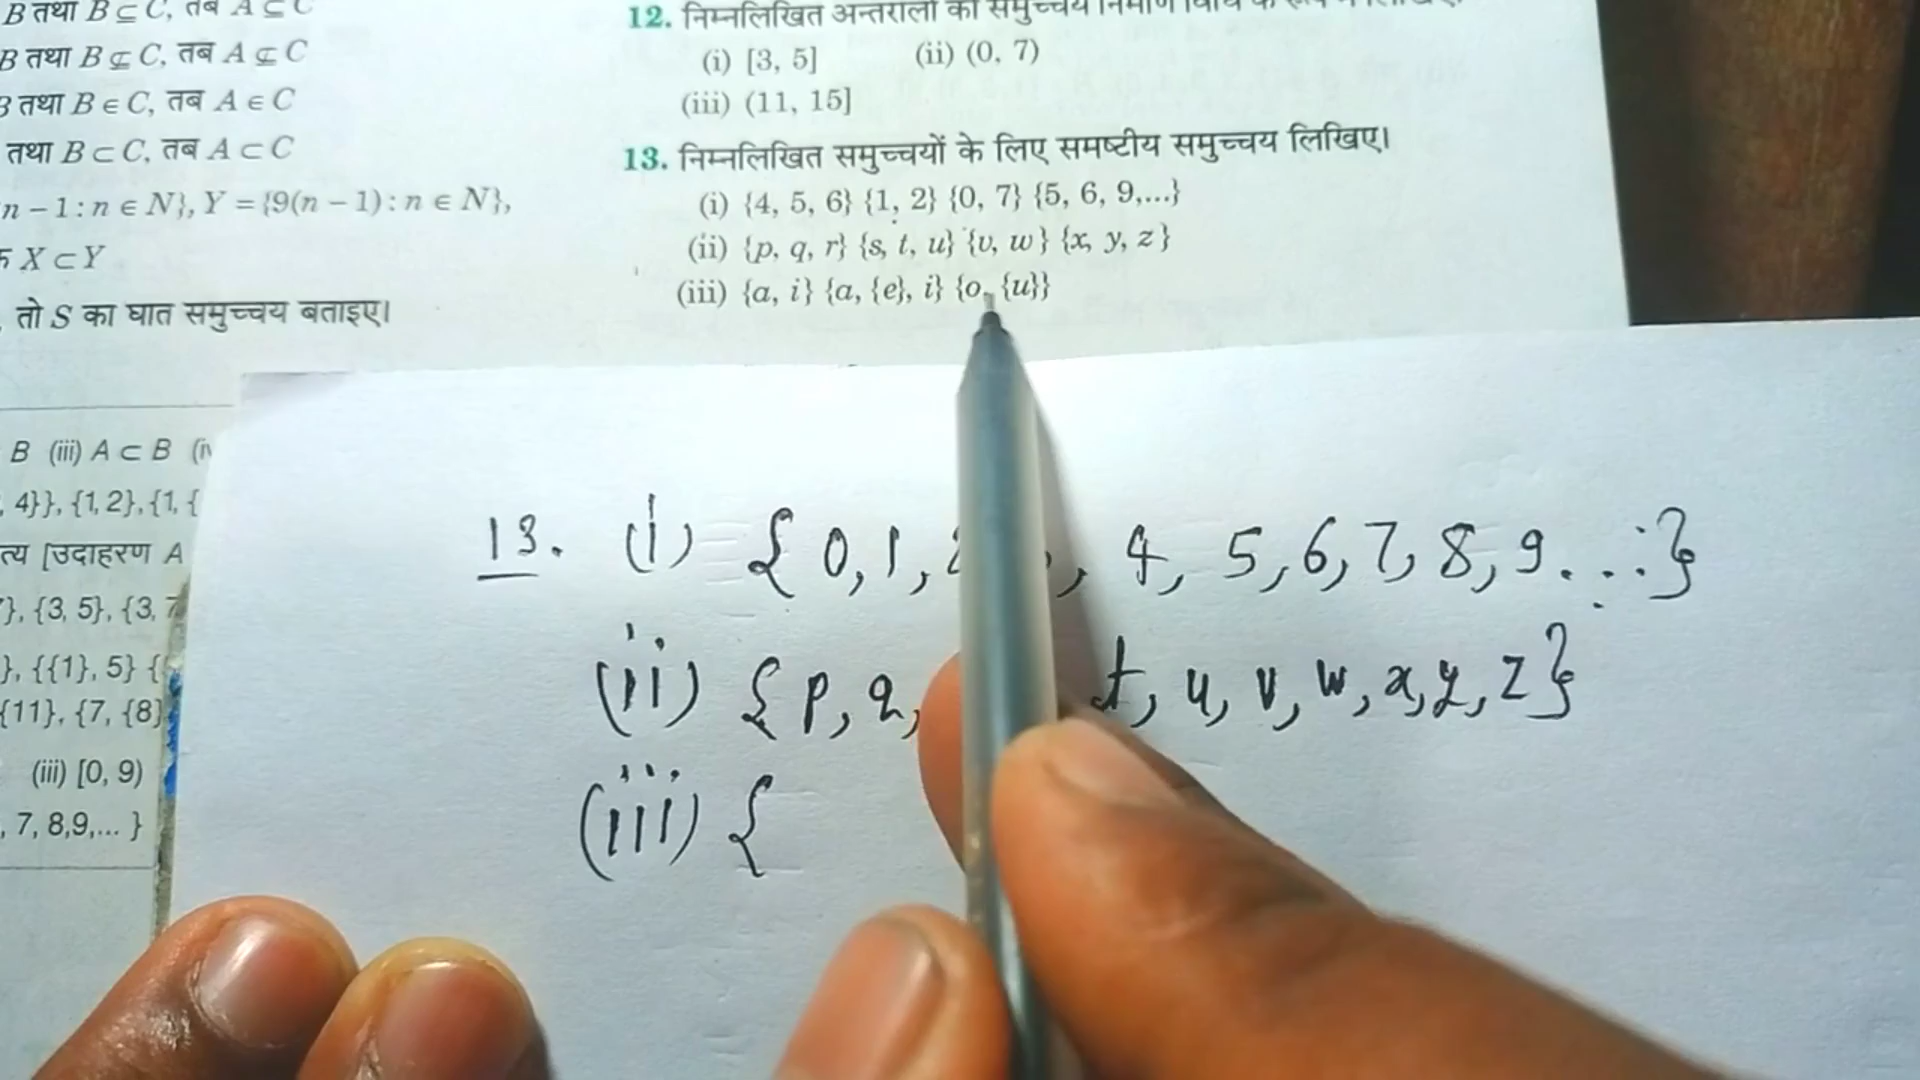 B तथा B ⊆ C, तब A ⊆ C
B तथा B ⊈ C, तब A ⊈ C
B तथा B ∈ C, तब A ∈ C
तथा B ⊂ C, तब A ⊂ C
n – 1 : n ∈ N}, Y = {9(n – 1) : n ∈ N},
X ⊂ Y
तो S का घात समुच्चय बताइए।
B (iii) A ⊂ B (iv
, 4}}, {1, 2}, {1, {
त्य [उदाहरण A
}, {3, 5}, {3, 7
}, {{1}, 5} {
{11}, {7, {8}
(iii) [0, 9)
, 7, 8,9,... }
12. निम्नलिखित अन्तरालों को समुच्चय निर्माण विधि के रूप में लिखिए।
(i) [3, 5] (ii) (0, 7)
(iii) (11, 15]
13. निम्नलिखित समुच्चयों के लिए समष्टीय समुच्चय लिखिए।
(i) {4, 5, 6} {1, 2} {0, 7} {5, 6, 9,...}
(ii) {p, q, r} {s, t, u} {v, w} {x, y, z}
(iii) {a, i} {a, {e}, i} {o, {u}}
13. (i) { 0, 1, , 4, 5, 6, 7, 8, 9 . . . }
(ii) { p, q, t, u, v, w, x, y, z }
(iii) {